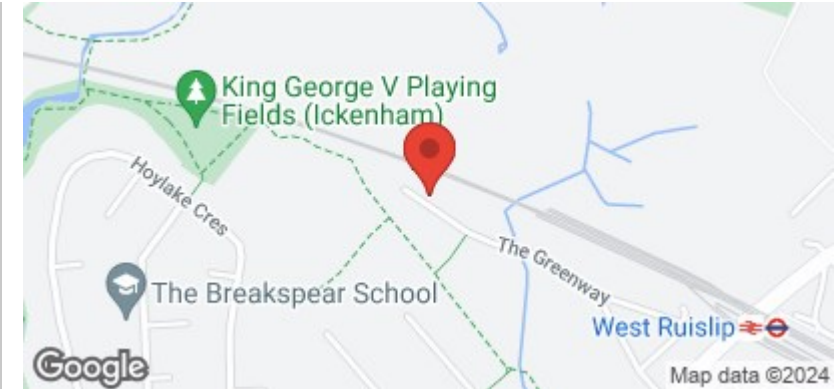 King George V Playing
Fields (Ickenham)
Hoylake Cres
The Breakspear School
The Greenway
West Ruislip
Google
Map data ©2024